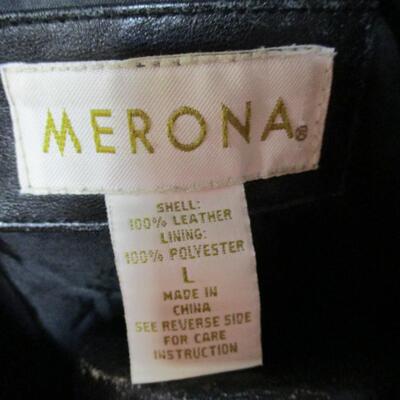 MERONA®
SHELL:
100% LEATHER
LINING:
100% POLYESTER
L
MADE IN
CHINA
SEE REVERSE SIDE
FOR CARE
INSTRUCTION